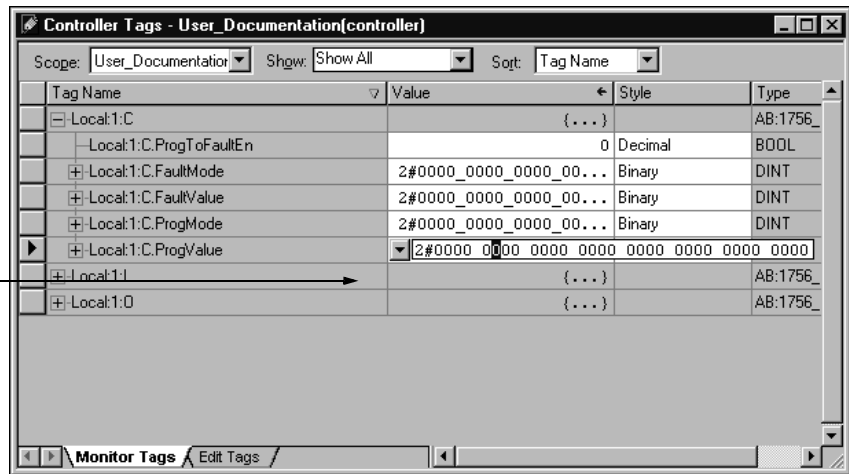 Controller Tags - User_Documentation(controller)
Scope: User_Documentation Show: Show All Sort: Tag Name
Tag Name Value Style Type
Local:1:C {...} AB:1756_
Local:1:C.ProgToFaultEn 0 Decimal BOOL
Local:1:C.FaultMode 2#0000_0000_0000_00... Binary DINT
Local:1:C.FaultValue 2#0000_0000_0000_00... Binary DINT
Local:1:C.ProgMode 2#0000_0000_0000_00... Binary DINT
Local:1:C.ProgValue 2#0000 0000 0000 0000 0000 0000 0000 0000
Local:1:I {...} AB:1756_
Local:1:O {...} AB:1756_
Monitor Tags Edit Tags